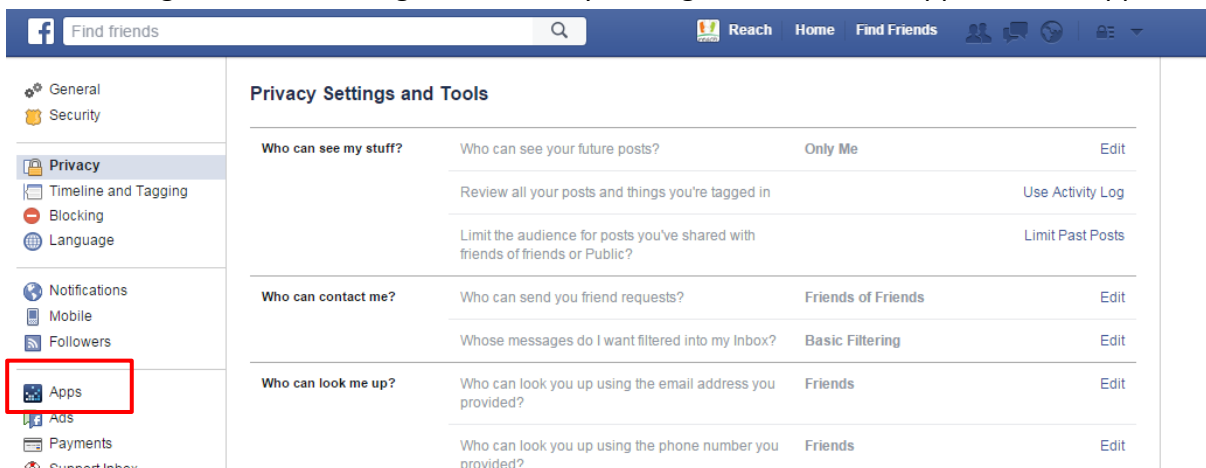 Find friends
Reach Home Find Friends
General
Security
Privacy
Timeline and Tagging
Blocking
Language
Notifications
Mobile
Followers
Apps
Ads
Payments
Support Inbox
Privacy Settings and Tools
Who can see my stuff? Who can see your future posts? Only Me Edit
Review all your posts and things you're tagged in Use Activity Log
Limit the audience for posts you've shared with Limit Past Posts
friends of friends or Public?
Who can contact me? Who can send you friend requests? Friends of Friends Edit
Whose messages do I want filtered into my Inbox? Basic Filtering Edit
Who can look me up? Who can look you up using the email address you Friends Edit
provided?
Who can look you up using the phone number you Friends Edit
provided?